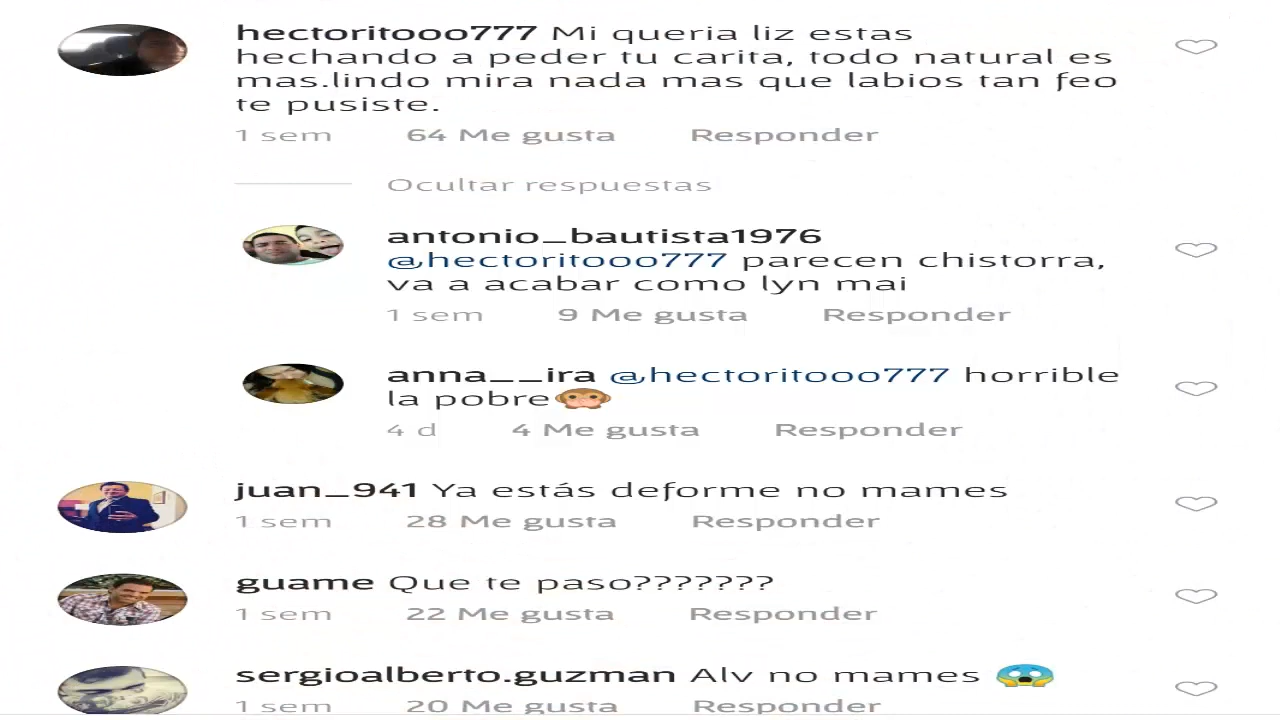 hectoritooo777 Mi queria liz estas
hechando a peder tu carita, todo natural es
mas.lindo mira nada mas que labios tan feo
te pusiste.
1 sem 64 Me gusta Responder
Ocultar respuestas
antonio_bautista1976
@hectoritooo777 parecen chistorra,
va a acabar como lyn mai
1 sem 9 Me gusta Responder
anna__ira @hectoritooo777 horrible
la pobre🙊
4 d 4 Me gusta Responder
juan_941 Ya estás deforme no mames
1 sem 28 Me gusta Responder
guame Que te paso???????
1 sem 22 Me gusta Responder
sergioalberto.guzman Alv no mames 😱
1 sem 20 Me gusta Responder